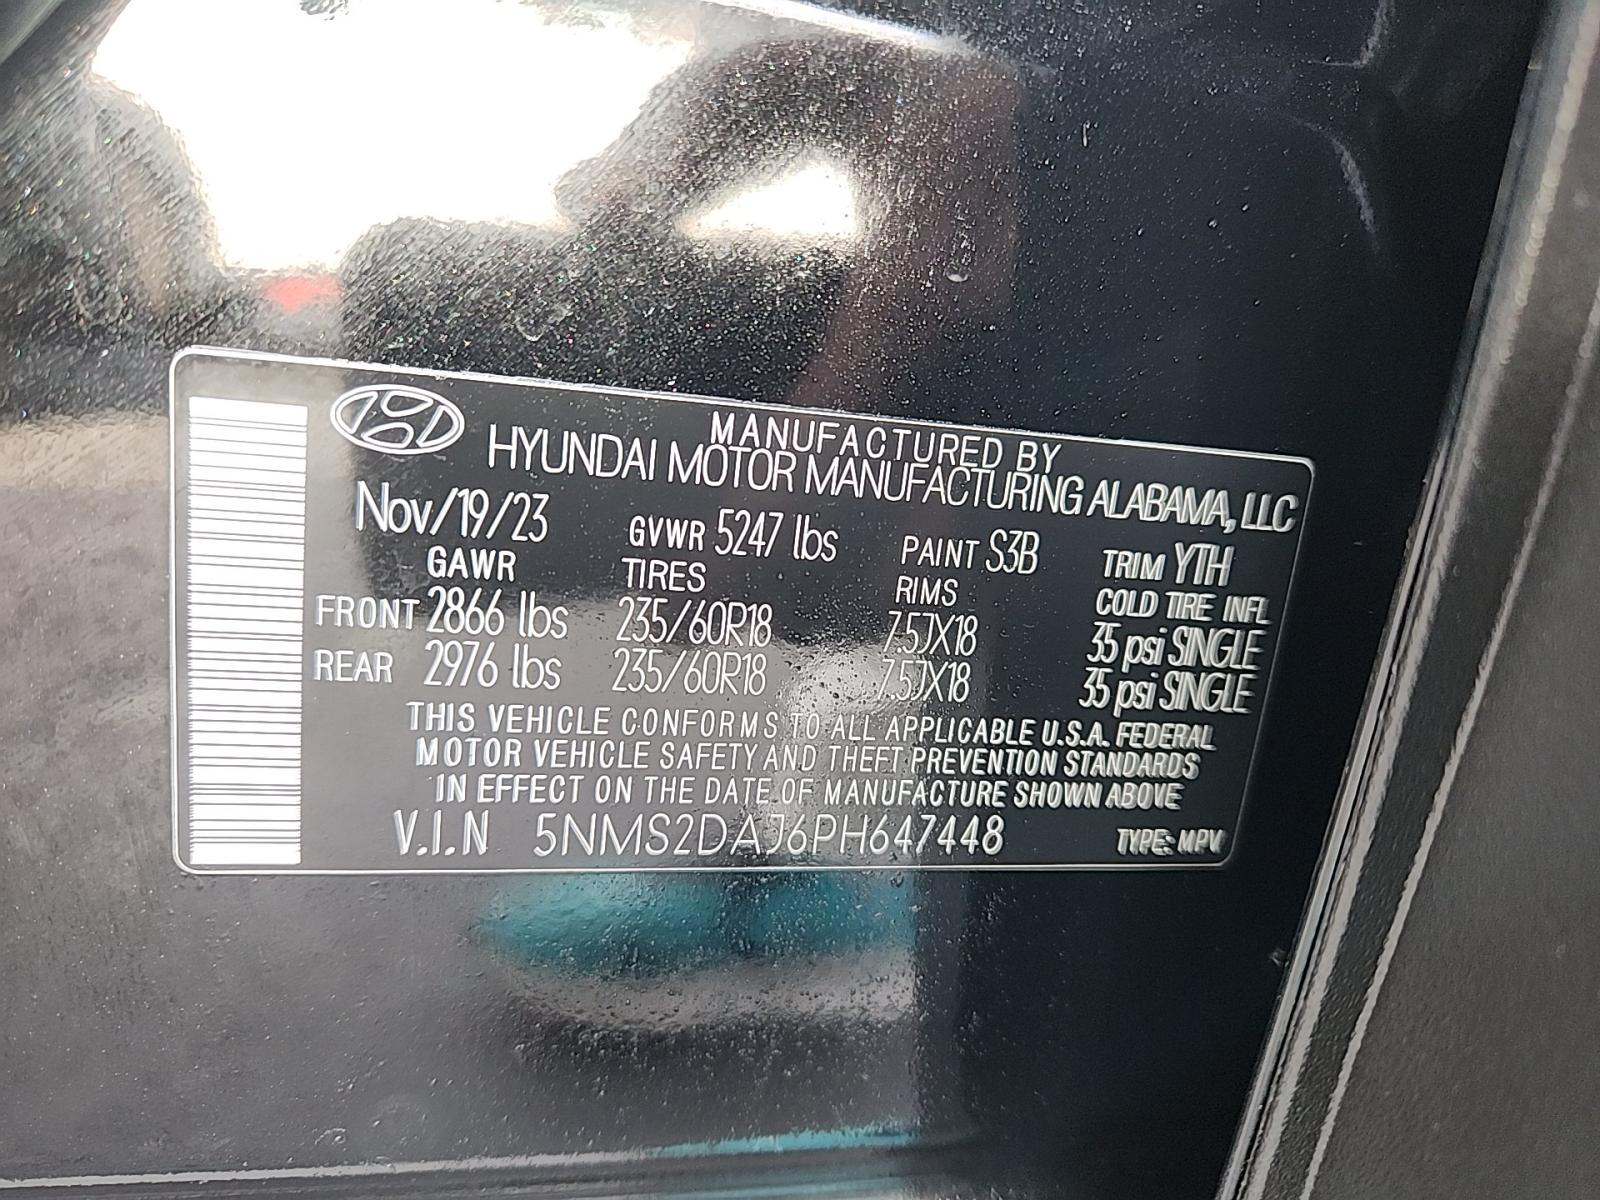 MANUFACTURED BY
HYUNDAI MOTOR MANUFACTURING ALABAMA, LLC
Nov/19/23 GVWR 5247 lbs PAINT S3B TRIM YTH
GAWR TIRES RIMS COLD TIRE INFL
FRONT 2866 lbs 235/60R18 7.5JX18 35 psi SINGLE
REAR 2976 lbs 235/60R18 7.5JX18 35 psi SINGLE
THIS VEHICLE CONFORMS TO ALL APPLICABLE U.S.A. FEDERAL
MOTOR VEHICLE SAFETY AND THEFT PREVENTION STANDARDS
IN EFFECT ON THE DATE OF MANUFACTURE SHOWN ABOVE
V.I.N 5NMS2DAJ6PH647448 TYPE: MPV